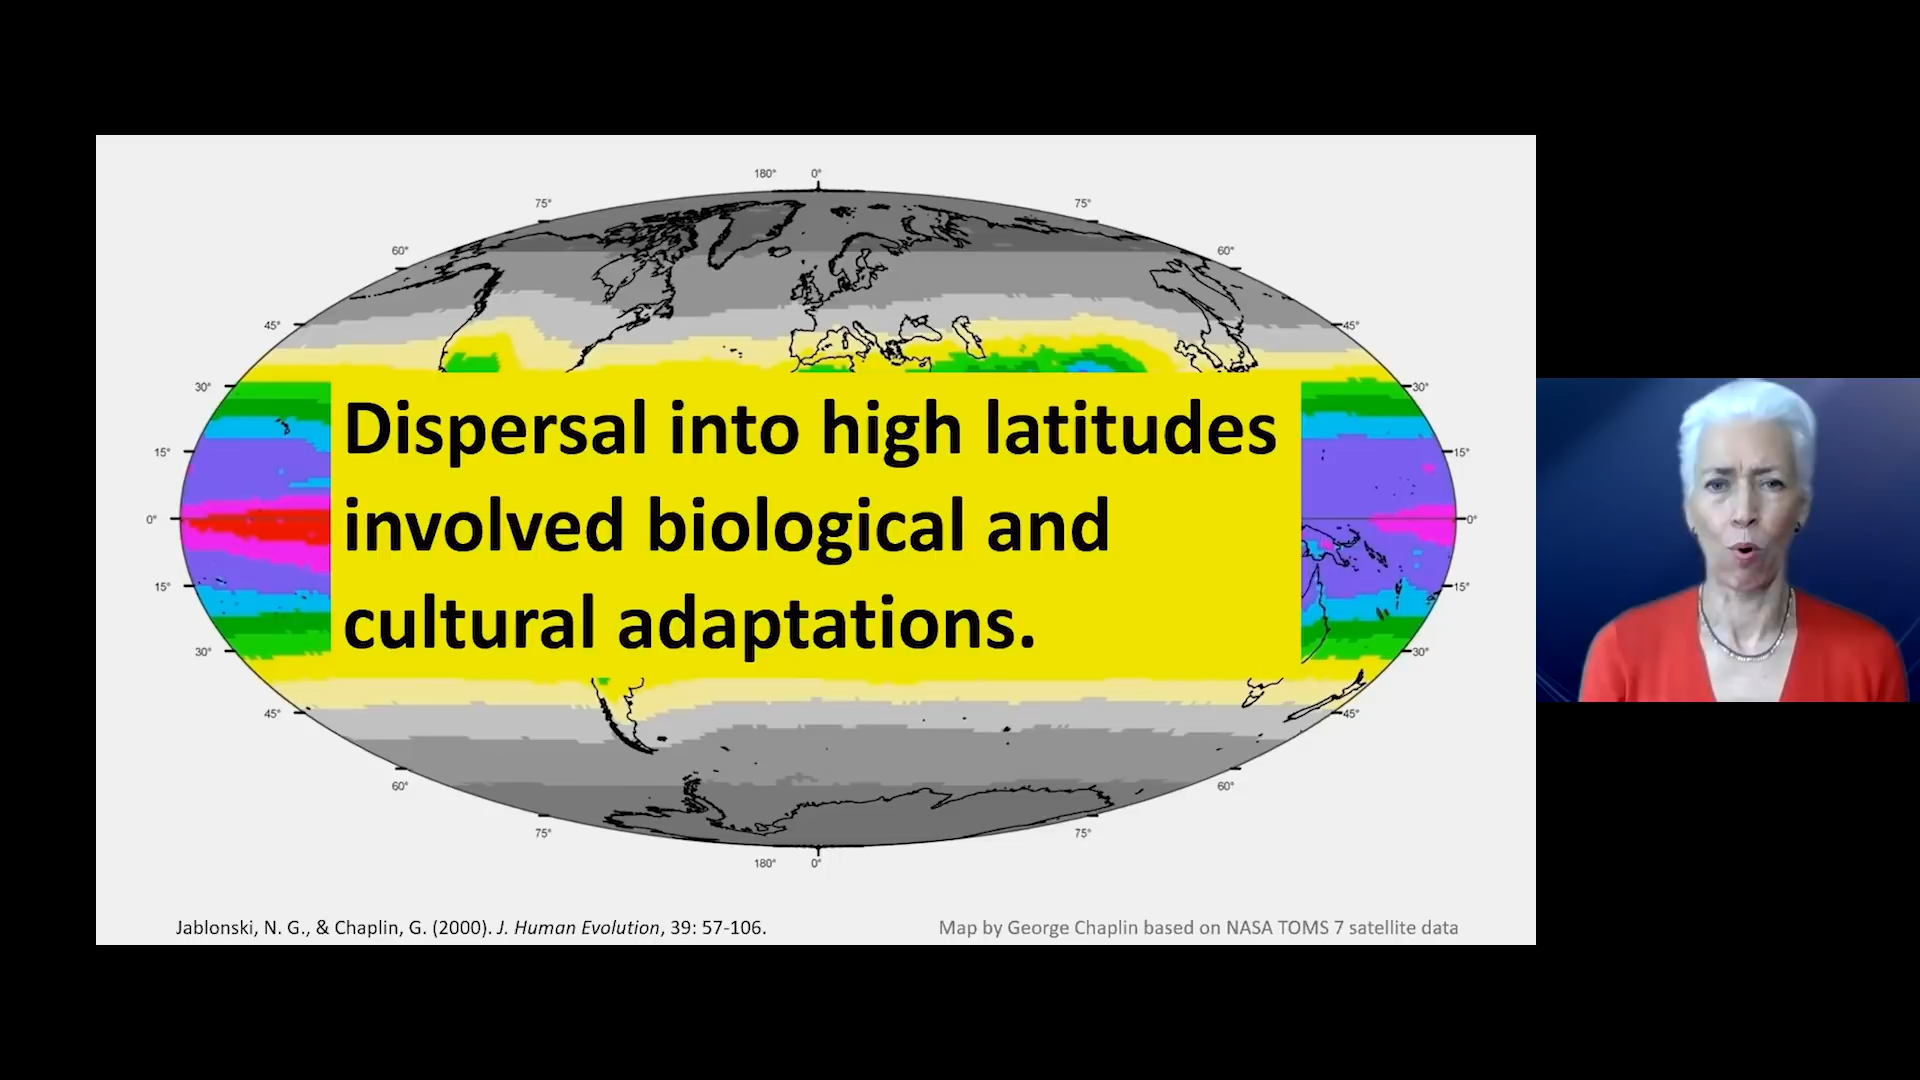 180° 0°
75° 75°
60° 60°
45° 45°
30° 30°
Dispersal into high latitudes
15° 15°
involved biological and
0° 0°
15° 15°
cultural adaptations.
30° 30°
45° 45°
60° 60°
75° 75°
180° 0°
Jablonski, N. G., & Chaplin, G. (2000). J. Human Evolution, 39: 57-106.
Map by George Chaplin based on NASA TOMS 7 satellite data